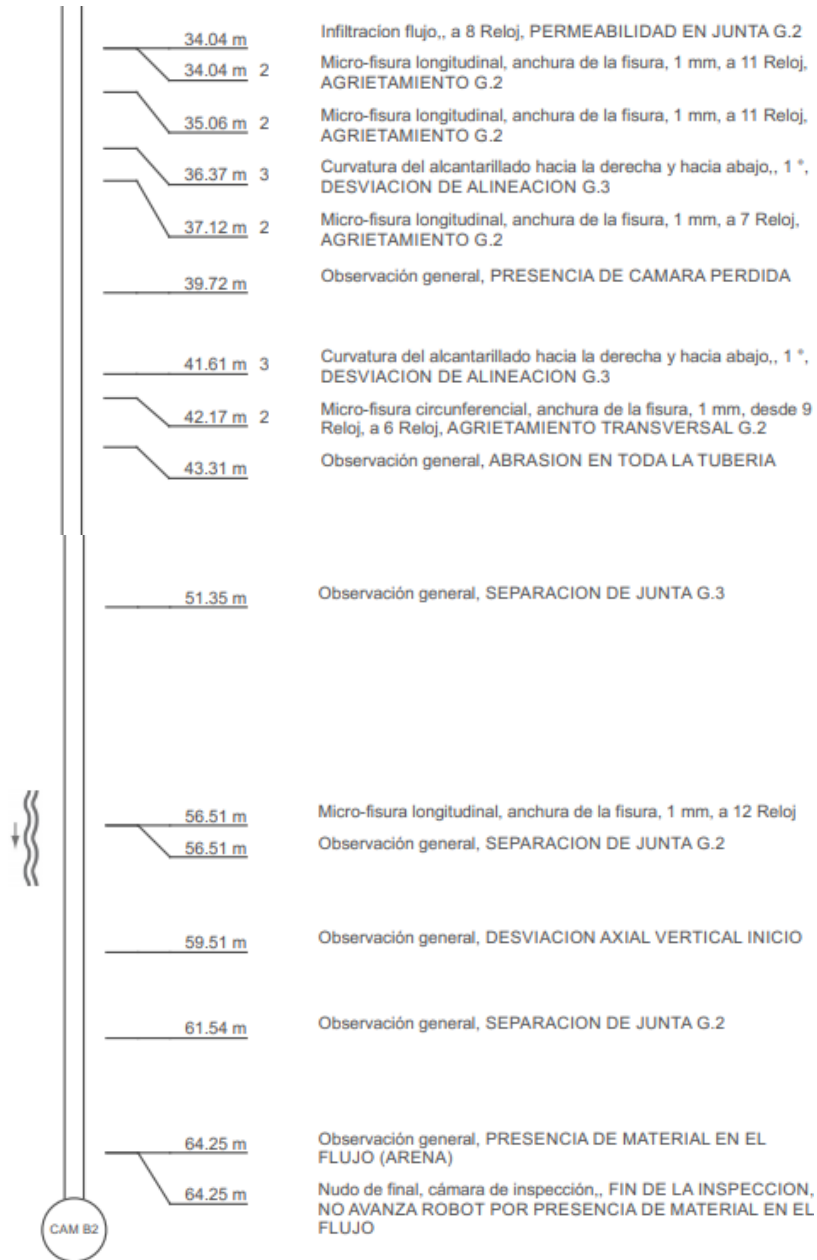 34.04 m Infiltracíon flujo,, a 8 Reloj, PERMEABILIDAD EN JUNTA G.2
34.04 m 2 Micro-fisura longitudinal, anchura de la fisura, 1 mm, a 11 Reloj,
AGRIETAMIENTO G.2
35.06 m 2 Micro-fisura longitudinal, anchura de la fisura, 1 mm, a 11 Reloj,
AGRIETAMIENTO G.2
36.37 m 3 Curvatura del alcantarillado hacia la derecha y hacia abajo,, 1 °,
DESVIACION DE ALINEACION G.3
37.12 m 2 Micro-fisura longitudinal, anchura de la fisura, 1 mm, a 7 Reloj,
AGRIETAMIENTO G.2
39.72 m Observación general, PRESENCIA DE CAMARA PERDIDA
41.61 m 3 Curvatura del alcantarillado hacia la derecha y hacia abajo,, 1 °,
DESVIACION DE ALINEACION G.3
42.17 m 2 Micro-fisura circunferencial, anchura de la fisura, 1 mm, desde 9
Reloj, a 6 Reloj, AGRIETAMIENTO TRANSVERSAL G.2
43.31 m Observación general, ABRASION EN TODA LA TUBERIA
51.35 m Observación general, SEPARACION DE JUNTA G.3
56.51 m Micro-fisura longitudinal, anchura de la fisura, 1 mm, a 12 Reloj
56.51 m Observación general, SEPARACION DE JUNTA G.2
59.51 m Observación general, DESVIACION AXIAL VERTICAL INICIO
61.54 m Observación general, SEPARACION DE JUNTA G.2
64.25 m Observación general, PRESENCIA DE MATERIAL EN EL
FLUJO (ARENA)
64.25 m Nudo de final, cámara de inspección,, FIN DE LA INSPECCION,
NO AVANZA ROBOT POR PRESENCIA DE MATERIAL EN EL
FLUJO
CAM B2